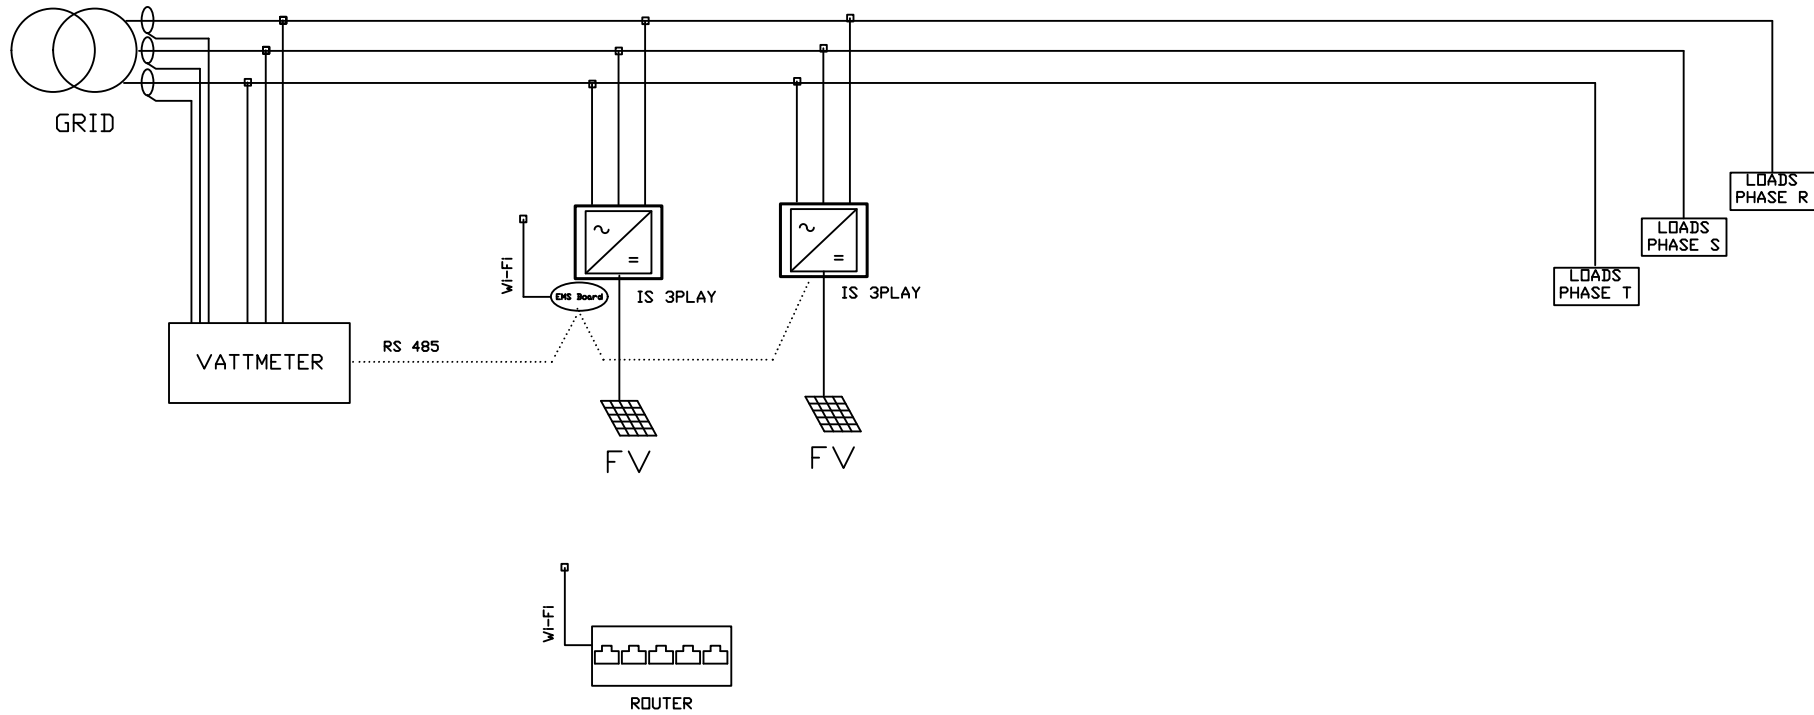 GRID
LOADS
PHASE R
LOADS
PHASE S
LOADS
PHASE T
Wi-Fi
EMS Board
IS 3PLAY
IS 3PLAY
VATTMETER
RS 485
FV
FV
Wi-Fi
ROUTER